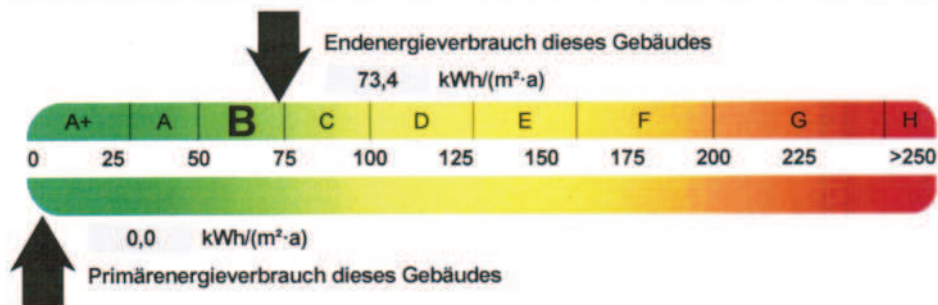 Endenergieverbrauch dieses Gebäudes
73,4 kWh/(m²·a)
A+ A B C D E F G H
0 25 50 75 100 125 150 175 200 225 >250
0,0 kWh/(m²·a)
Primärenergieverbrauch dieses Gebäudes